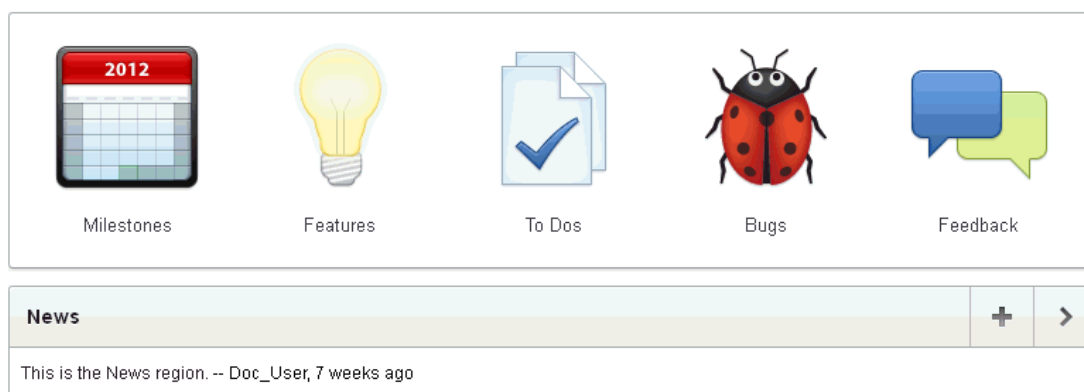 2012
Milestones
Features
To Dos
Bugs
Feedback
News
This is the News region. -- Doc_User, 7 weeks ago